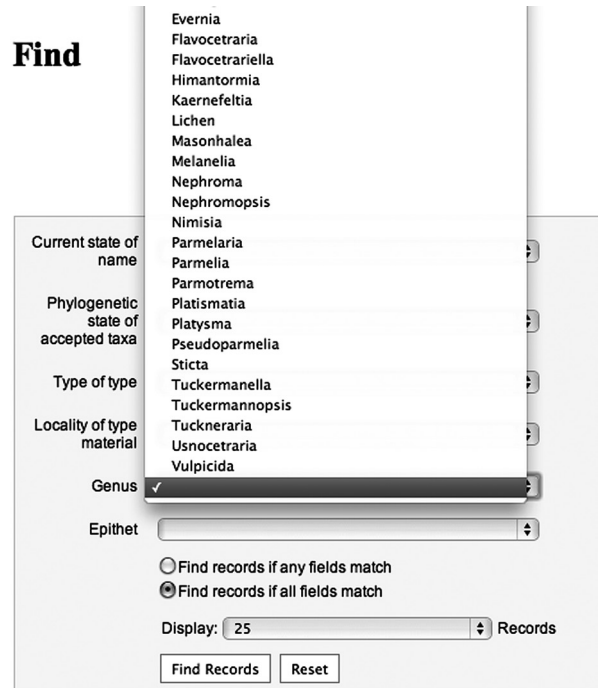 Find
Evernia
Flavocetraria
Flavocetrariella
Himantormia
Kaernefeltia
Lichen
Masonhalea
Melanelia
Nephroma
Nephromopsis
Nimisia
Parmelaria
Parmelia
Parmotrema
Platismatia
Platysma
Pseudoparmelia
Sticta
Tuckermanella
Tuckermannopsis
Tuckneraria
Usnocetraria
Vulpicida
Current state of
name
Phylogenetic
state of
accepted taxa
Type of type
Locality of type
material
Genus ✓
Epithet
Find records if any fields match
Find records if all fields match
Display: 25 Records
Find Records Reset